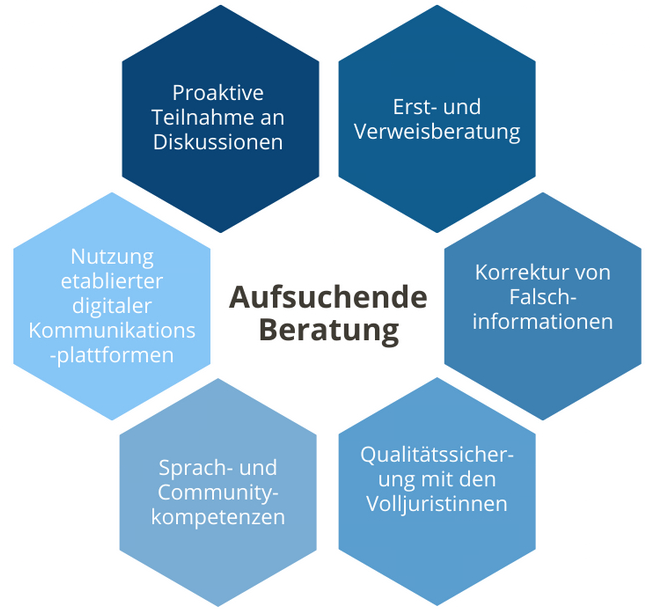 Proaktive
Teilnahme an
Diskussionen
Erst- und
Verweisberatung
Nutzung
etablierter
digitaler
Kommunikations
-plattformen
Aufsuchende
Beratung
Korrektur von
Falsch-
informationen
Sprach- und
Community-
kompetenzen
Qualitätssicher-
ung mit den
Volljuristinnen